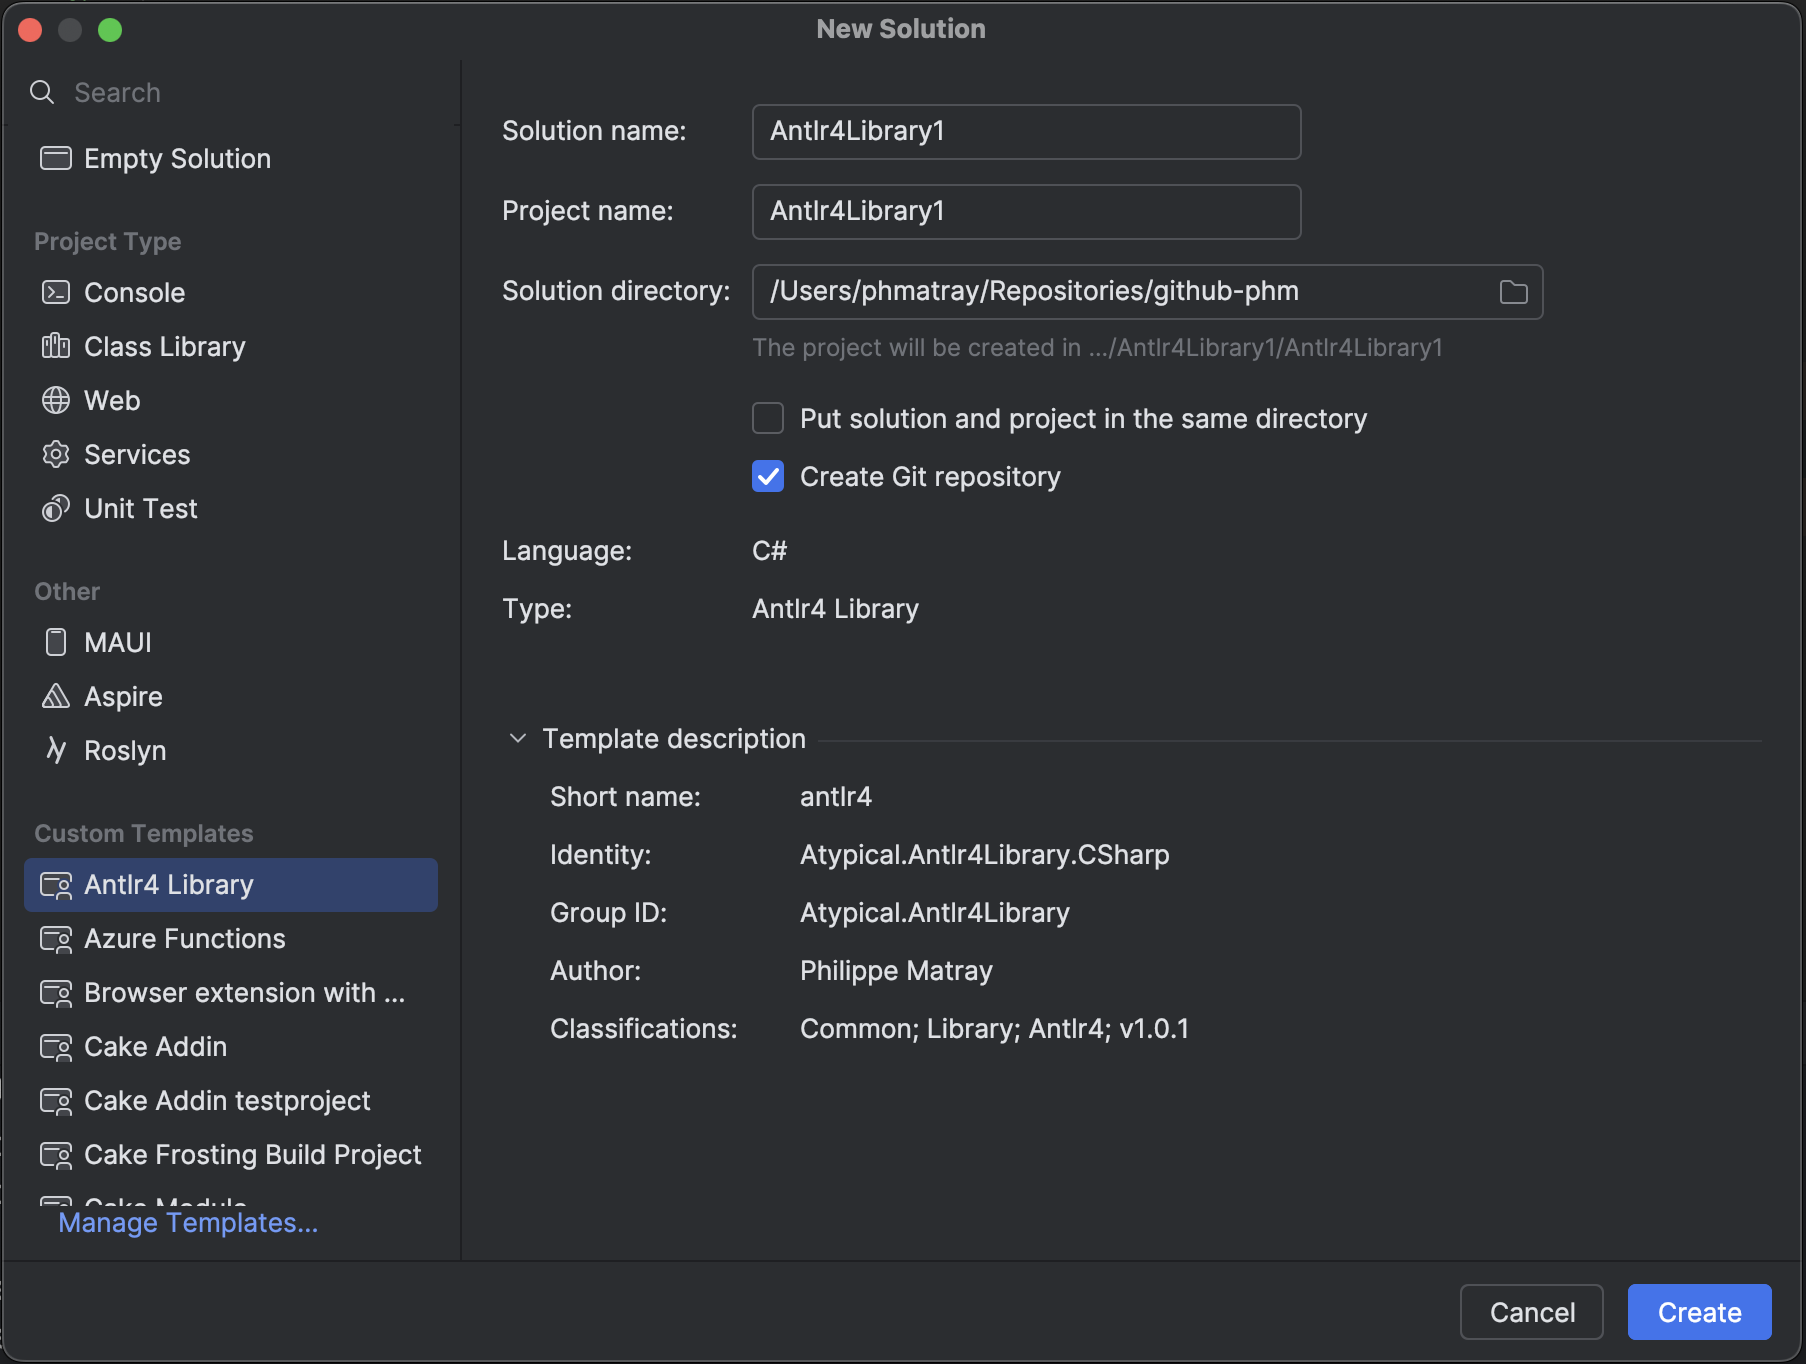 New Solution
Search
Empty Solution
Project Type
Console
Class Library
Web
Services
Unit Test
Other
MAUI
Aspire
Roslyn
Custom Templates
Antlr4 Library
Azure Functions
Browser extension with ...
Cake Addin
Cake Addin testproject
Cake Frosting Build Project
Cake Module
Manage Templates...
Solution name: Antlr4Library1
Project name: Antlr4Library1
Solution directory: /Users/phmatray/Repositories/github-phm
The project will be created in .../Antlr4Library1/Antlr4Library1
Put solution and project in the same directory
Create Git repository
Language: C#
Type: Antlr4 Library
Template description
Short name: antlr4
Identity: Atypical.Antlr4Library.CSharp
Group ID: Atypical.Antlr4Library
Author: Philippe Matray
Classifications: Common; Library; Antlr4; v1.0.1
Cancel
Create